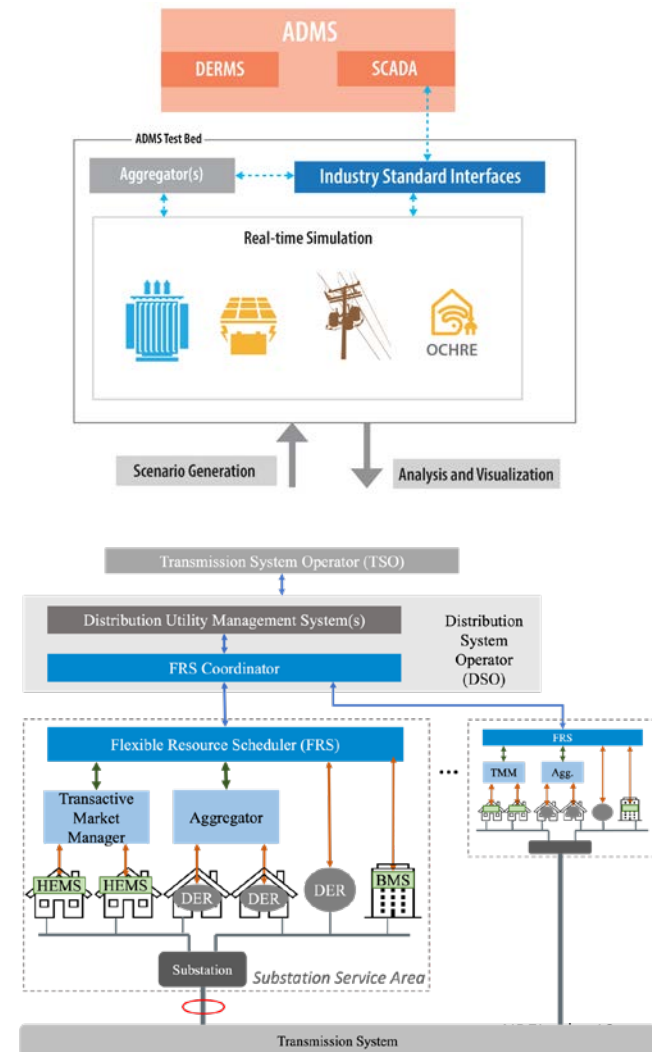 ADMS
DERMS
SCADA
ADMS Test Bed
Aggregator(s)
Industry Standard Interfaces
Real-time Simulation
OCHRE
Scenario Generation
Analysis and Visualization
Transmission System Operator (TSO)
Distribution Utility Management System(s)
FRS Coordinator
Distribution
System
Operator
(DSO)
Flexible Resource Scheduler (FRS)
Transactive
Market
Manager
Aggregator
HEMS
HEMS
DER
DER
DER
BMS
Substation
Substation Service Area
...
FRS
TMM
Agg.
Transmission System